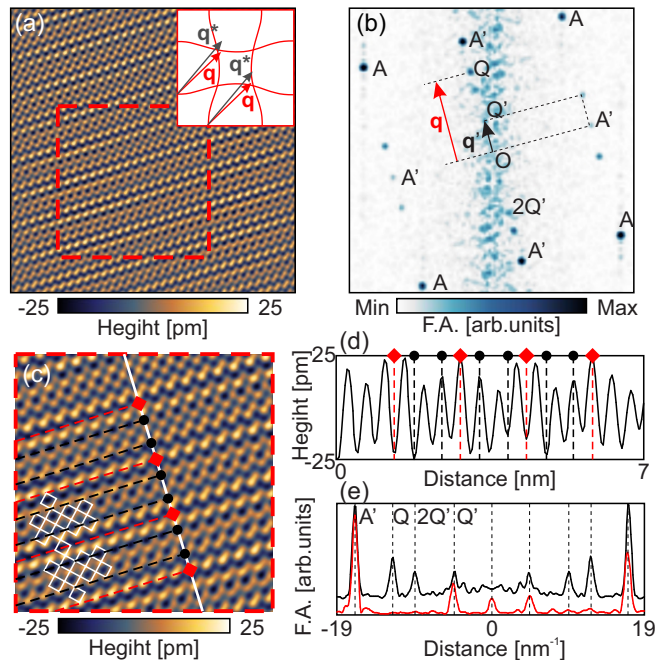 (a)
q*
q*
q
q
-25 25
Hegiht [pm]
(b)
A
A'
A
Q
Q'
q
q'
A'
O
A'
2Q'
A
A'
A
Min Max
F.A. [arb.units]
(c)
-25 25
Hegiht [pm]
(d)
-25
Hegiht [pm]
-25
0 7
Distance [nm]
(e)
A' Q 2Q' Q'
F.A. [arb.units]
-19 0 19
Distance [nm⁻¹]